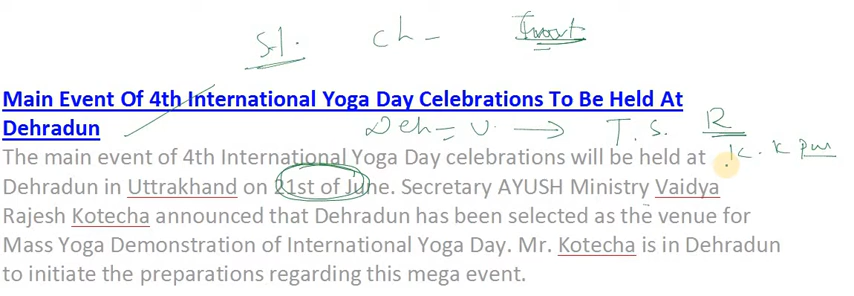 S-1.   Ch -
Main Event Of 4th International Yoga Day Celebrations To Be Held At
Dehradun   Deh = U. → T. S. R
The main event of 4th International Yoga Day celebrations will be held at   K. K
Dehradun in Uttrakhand on 21st of June. Secretary AYUSH Ministry Vaidya
Rajesh Kotecha announced that Dehradun has been selected as the venue for
Mass Yoga Demonstration of International Yoga Day. Mr. Kotecha is in Dehradun
to initiate the preparations regarding this mega event.